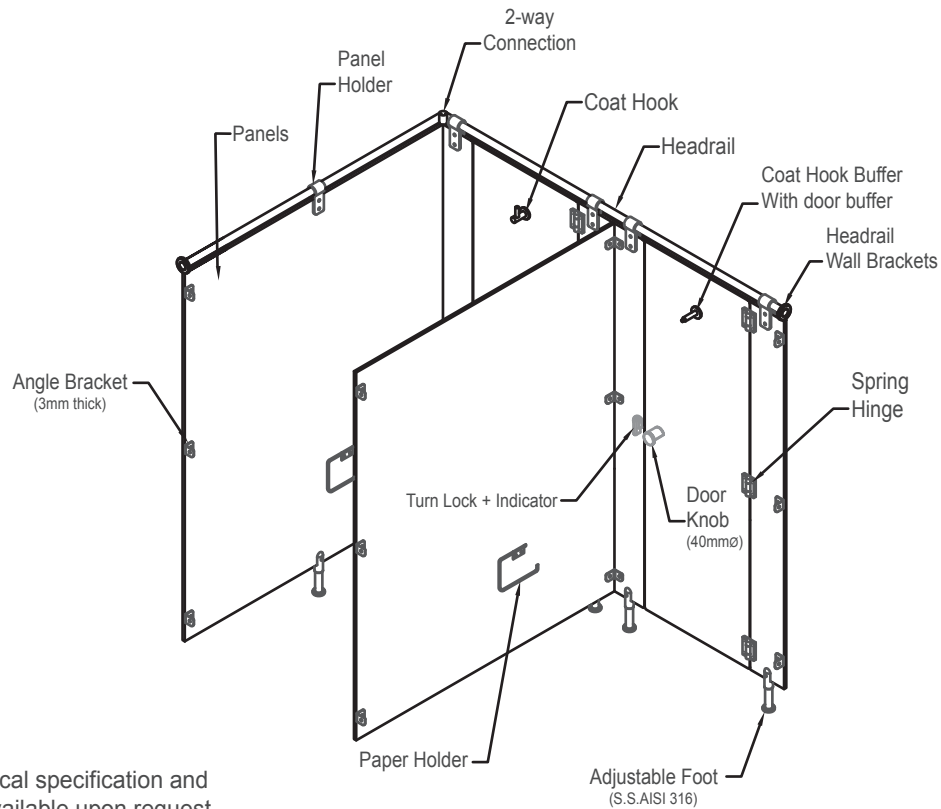 2-way
Connection
Panel
Holder
Coat Hook
Panels
Headrail
Coat Hook Buffer
With door buffer
Headrail
Wall Brackets
Angle Bracket
(3mm thick)
Spring
Hinge
Turn Lock + Indicator
Door
Knob
(40mmØ)
Paper Holder
Adjustable Foot
(S.S.AISI 316)
cal specification and
upon request